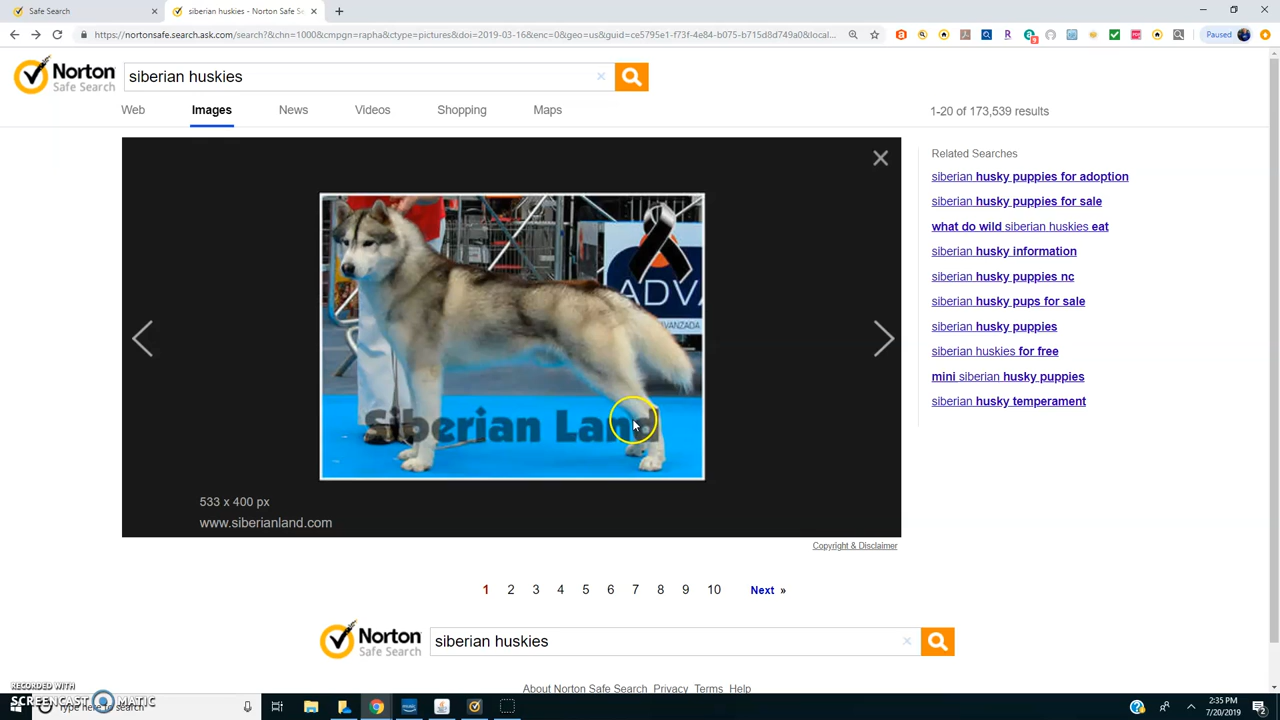 Safe Search
siberian huskies - Norton Safe Se
https://nortonsafe.search.ask.com/search?&chn=1000&cmpgn=rapha&ctype=pictures&doi=2019-03-16&enc=0&geo=us&guid=ce5795e1-f73f-4e84-b075-b715d8d749a0&local...
Paused
Norton
Safe Search
siberian huskies
Web Images News Videos Shopping Maps
1-20 of 173,539 results
Related Searches
siberian husky puppies for adoption
siberian husky puppies for sale
what do wild siberian huskies eat
siberian husky information
siberian husky puppies nc
siberian husky pups for sale
siberian husky puppies
siberian huskies for free
mini siberian husky puppies
siberian husky temperament
ADVA
AVANZADA
Siberian Land
533 x 400 px
www.siberianland.com
Copyright & Disclaimer
1 2 3 4 5 6 7 8 9 10 Next »
Norton
Safe Search
siberian huskies
About Norton Safe Search Privacy Terms Help
RECORDED WITH
SCREENCAST MATIC
Type here to search
2:35 PM
7/20/2019